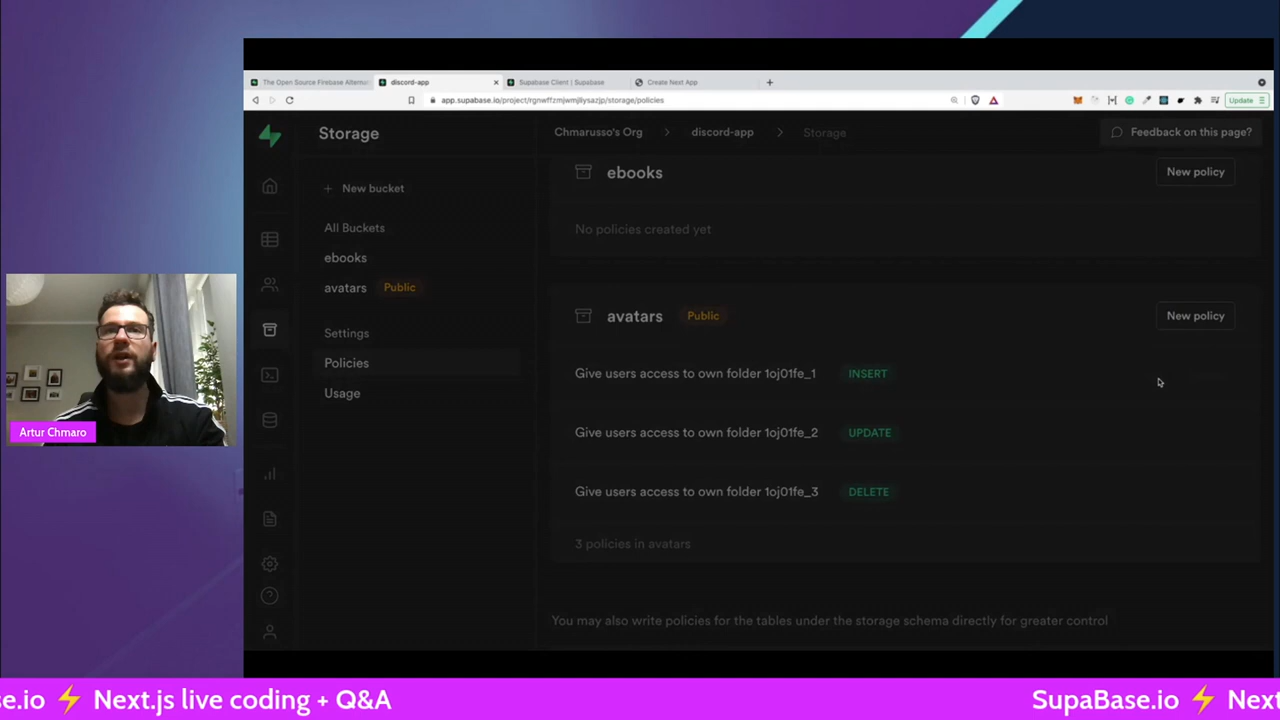 The Open Source Firebase Alterna
discord-app
Supabase Client | Supabase
Create Next App
app.supabase.io/project/rgnwffzmjwmjllysazjp/storage/policies
Update
Storage
Chmarusso's Org > discord-app > Storage
Feedback on this page?
New bucket
All Buckets
ebooks
avatars Public
Settings
Policies
Usage
ebooks
New policy
No policies created yet
avatars Public
New policy
Give users access to own folder 1oj01fe_1 INSERT
Give users access to own folder 1oj01fe_2 UPDATE
Give users access to own folder 1oj01fe_3 DELETE
3 policies in avatars
You may also write policies for the tables under the storage schema directly for greater control
Artur Chmaro
se.io ⚡ Next.js live coding + Q&A
SupaBase.io ⚡ Next